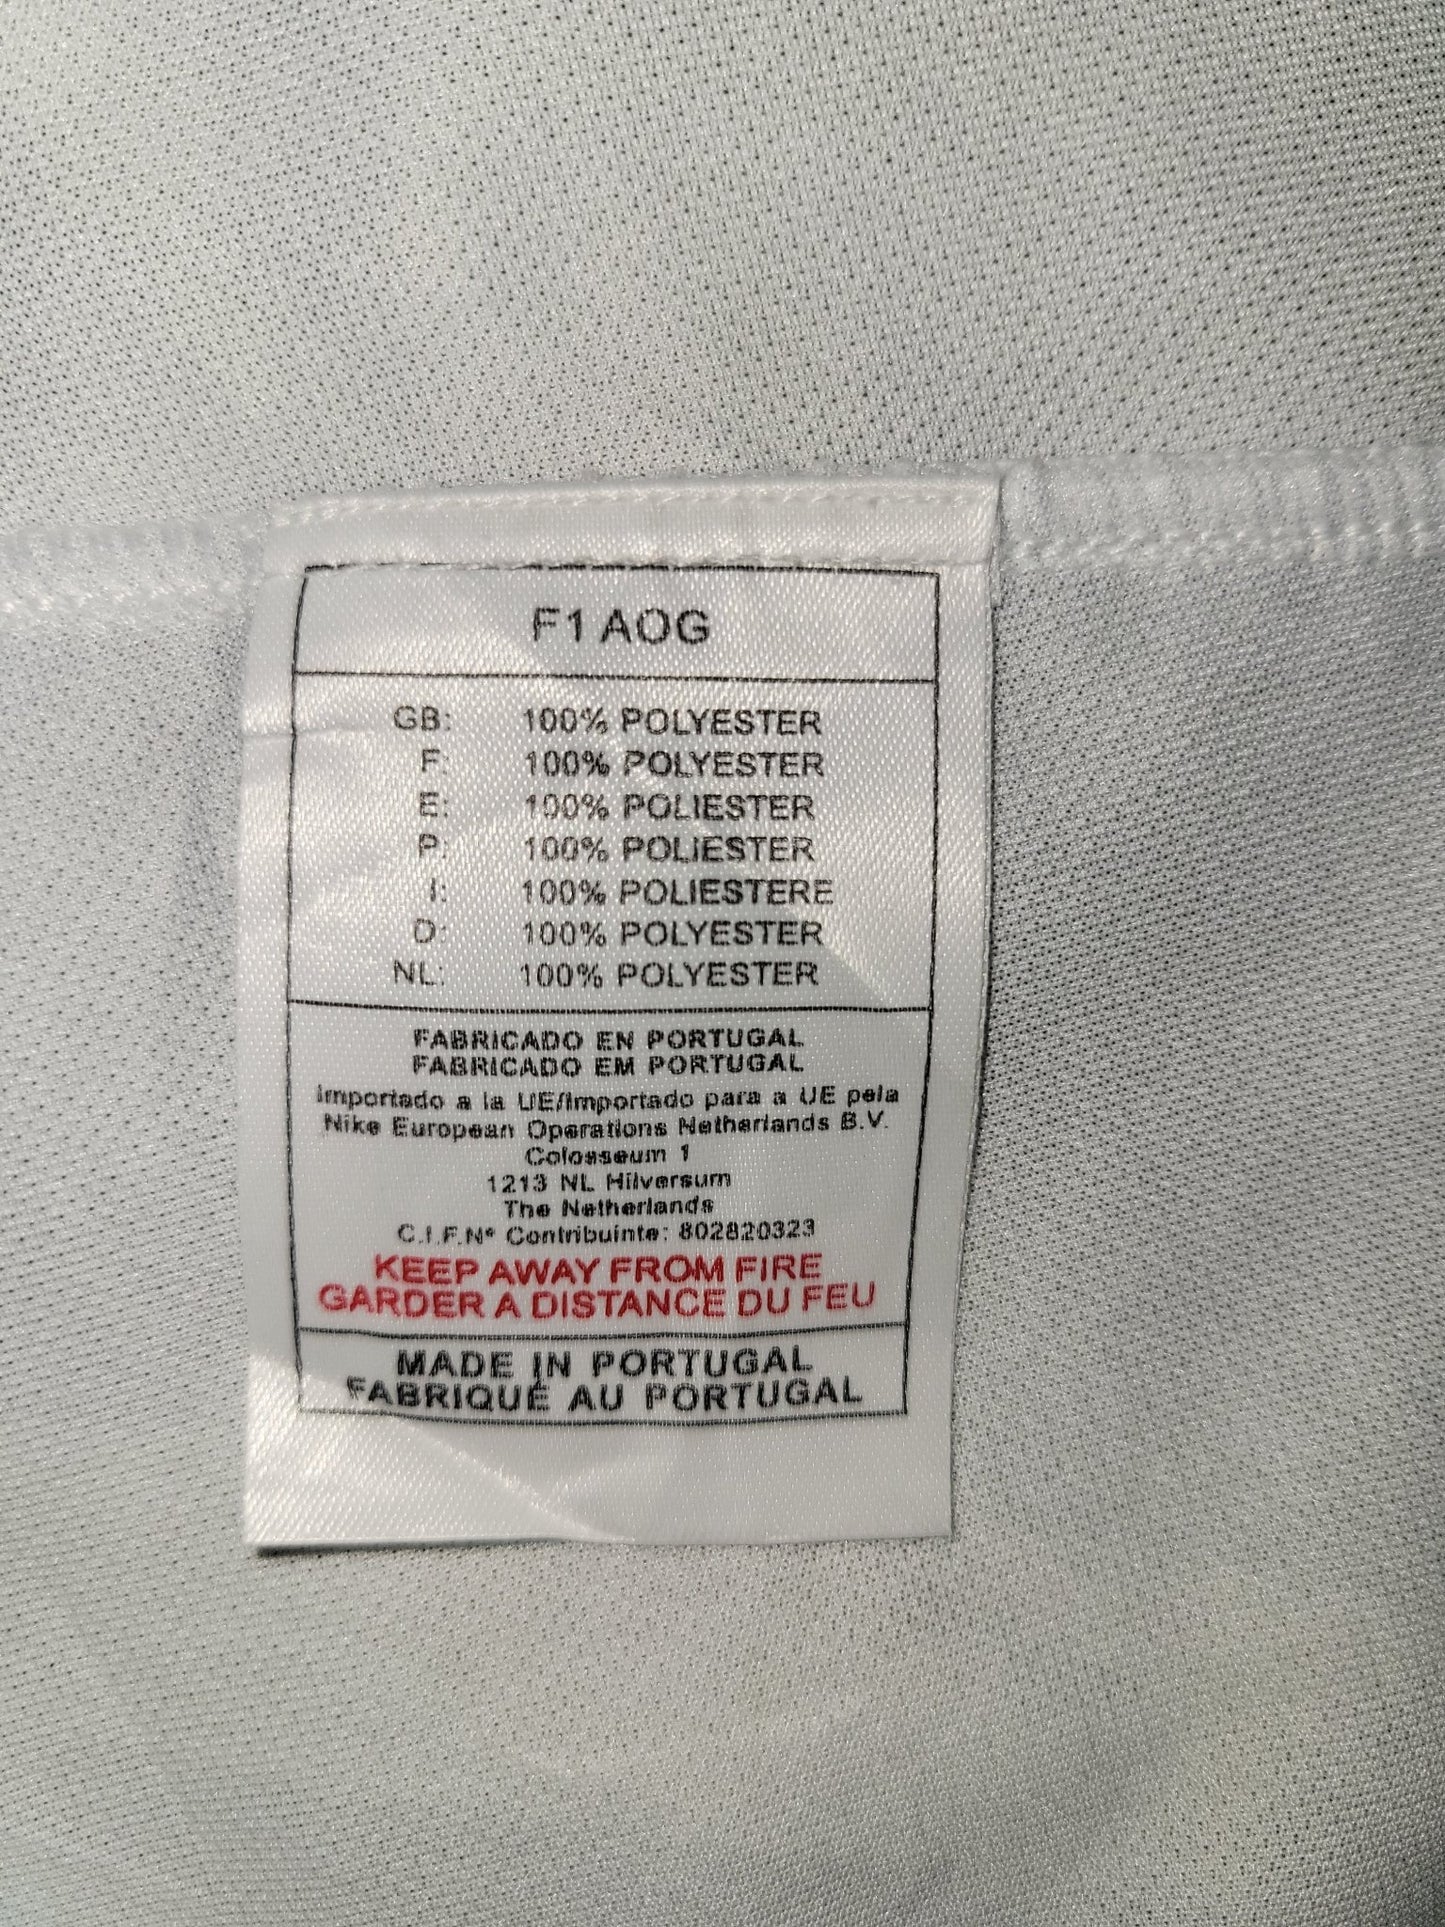 F1 AOG
GB: 100% POLYESTER
F: 100% POLYESTER
E: 100% POLIESTER
P: 100% POLIESTER
I: 100% POLIESTERE
D: 100% POLYESTER
NL: 100% POLYESTER
FABRICADO EN PORTUGAL
FABRICADO EM PORTUGAL
Importado a la UE/Importado para a UE pela
Nike European Operations Netherlands B.V.
Colosseum 1
1213 NL Hilversum
The Netherlands
C.I.F.Nº Contribuinte: 802820323
KEEP AWAY FROM FIRE
GARDER A DISTANCE DU FEU
MADE IN PORTUGAL
FABRIQUÉ AU PORTUGAL